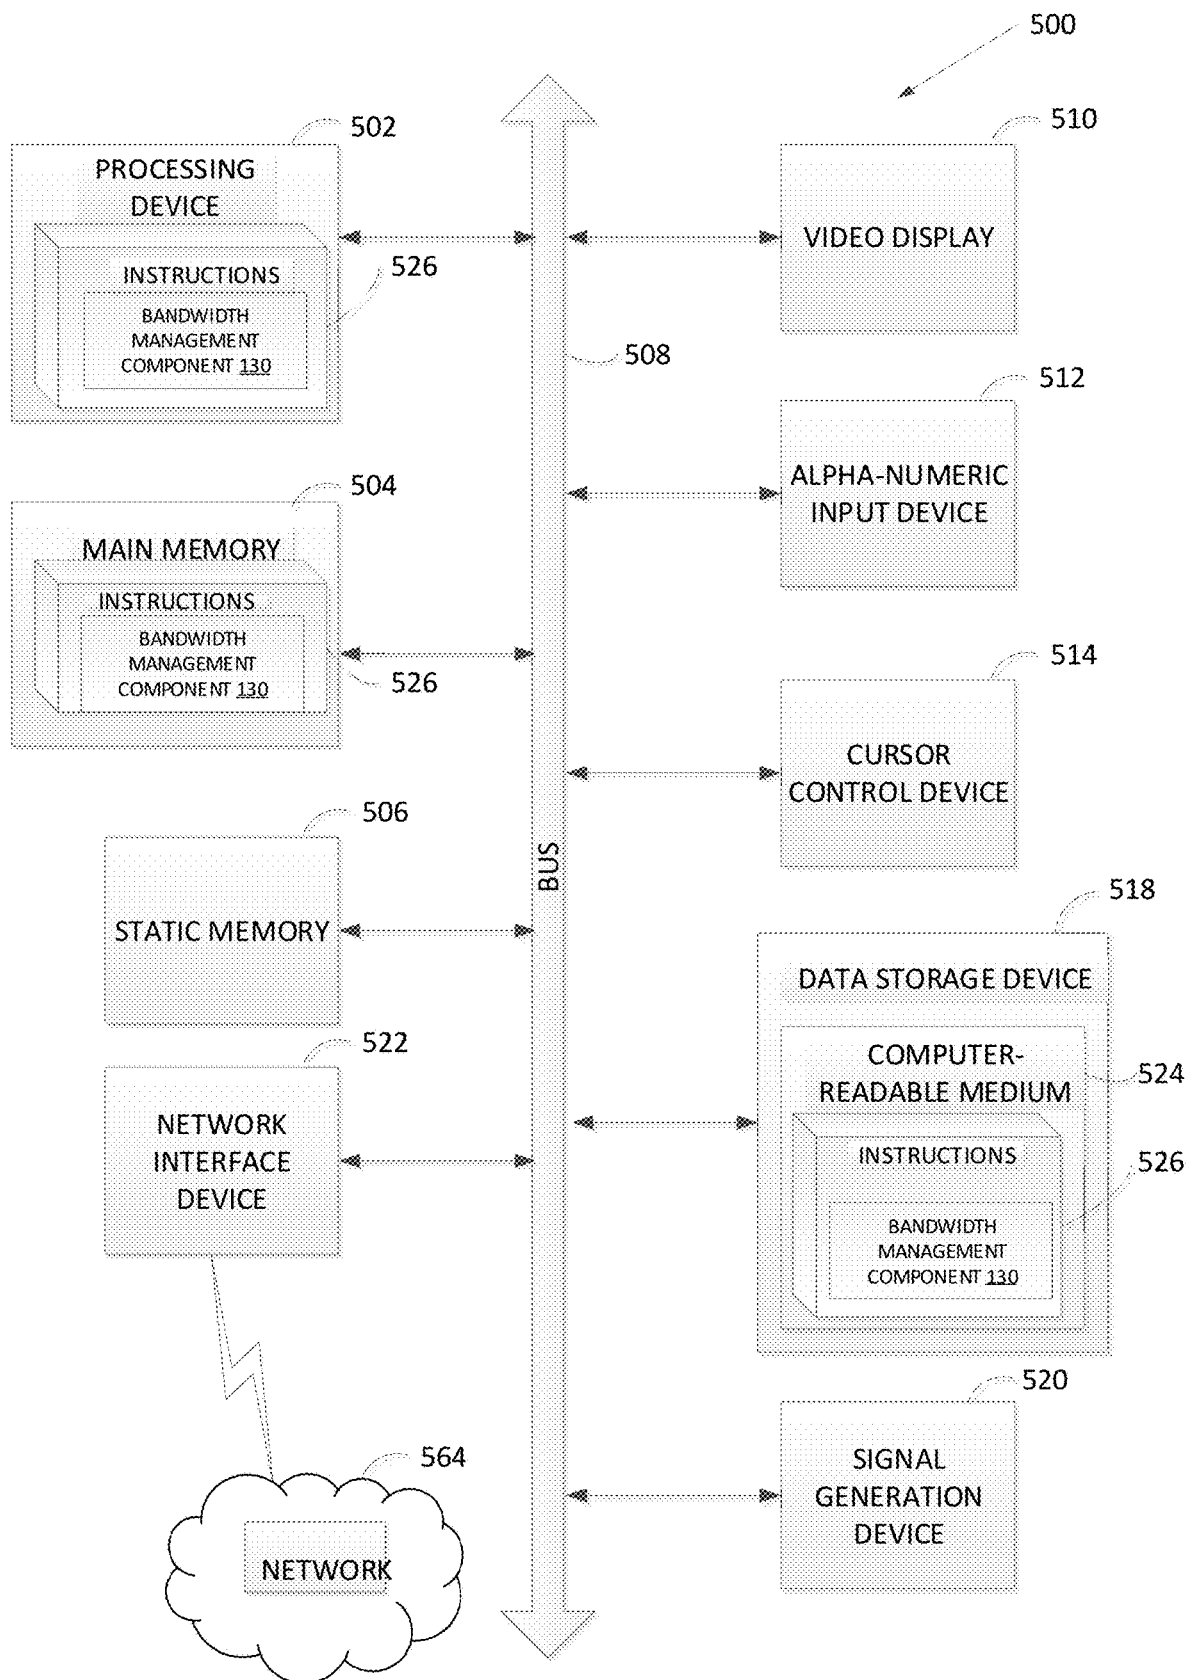 500
502
PROCESSING
DEVICE
INSTRUCTIONS
526
BANDWIDTH
MANAGEMENT
COMPONENT 130
510
VIDEO DISPLAY
508
512
ALPHA-NUMERIC
INPUT DEVICE
504
MAIN MEMORY
INSTRUCTIONS
BANDWIDTH
MANAGEMENT
COMPONENT 130
526
514
CURSOR
CONTROL DEVICE
506
STATIC MEMORY
BUS
518
DATA STORAGE DEVICE
COMPUTER-
READABLE MEDIUM
524
INSTRUCTIONS
526
BANDWIDTH
MANAGEMENT
COMPONENT 130
522
NETWORK
INTERFACE
DEVICE
520
SIGNAL
GENERATION
DEVICE
564
NETWORK